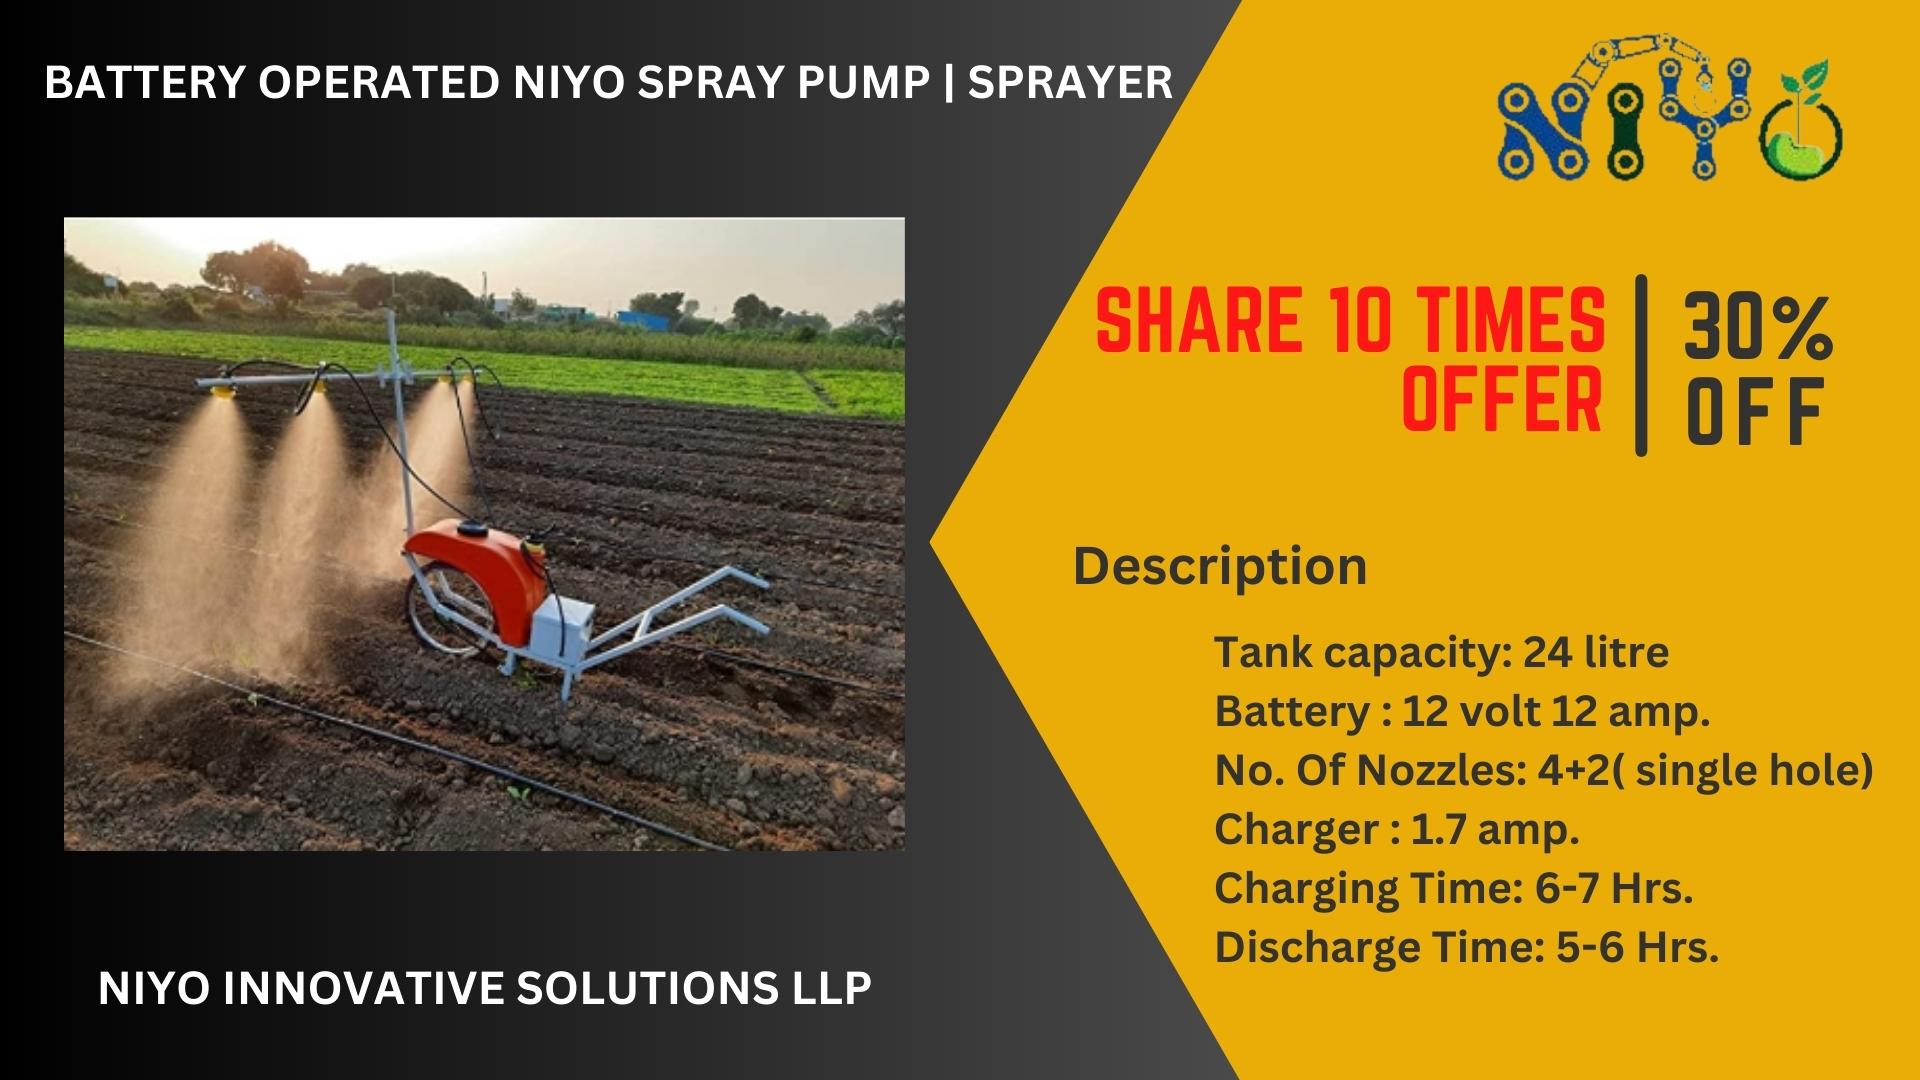 BATTERY OPERATED NIYO SPRAY PUMP | SPRAYER
NIYO
SHARE 10 TIMES
OFFER
30%
OFF
Description
Tank capacity: 24 litre
Battery : 12 volt 12 amp.
No. Of Nozzles: 4+2( single hole)
Charger : 1.7 amp.
Charging Time: 6-7 Hrs.
Discharge Time: 5-6 Hrs.
NIYO INNOVATIVE SOLUTIONS LLP